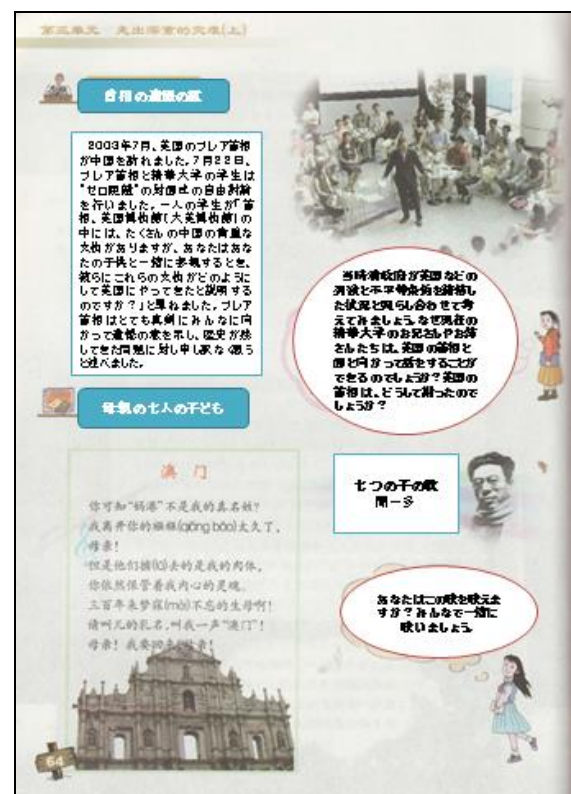 第三单元 走出深重的灾难(上)
首相の遺憾の意
2003年7月、英国のブレア首相
が中国を訪れました。7月22日、
ブレア首相と精華大学の学生は
"ゼロ距離"の対面式の自由討論
を行いました。一人の学生が「首
相、英国博物館(大英博物館)の
中には、たくさんの中国の貴重な
文物がありますが、あなたはあな
たの子供と一緒に参観するとき、
彼らにこれらの文物がどのように
して英国にやってきたと説明する
のですか?」と尋ねました。ブレア
首相はとても真剣にみんなに向
かって遺憾の意を示し、歴史が残
してきた問題に対し申し訳なく思う
と述べました。
当時清政府が英国などの
列強と不平等条約を締結し
た状況と照らし合わせて考
えてみましょう。なぜ現在の
精華大学のお兄さんやお姉
さんたちは、英国の首相と
面と向かって話をすることが
できるのでしょうか?英国の
首相は、どうして謝ったので
しょうか?
母親の七人の子ども
澳 门
你可知"妈港"不是我的真名姓?
我离开你的襁褓(qiǎng bǎo)太久了,
母亲!
但是他们掳(lǔ)去的是我的肉体,
你依然保管着我内心的灵魂。
三百年来梦寐(mèi)不忘的生母啊!
请叫儿的乳名,叫我一声"澳门"!
母亲!我要回来,母亲!
七つの子の歌
聞一多
あなたはこの歌を歌えま
すか?みんなで一緒に
歌いましょう。
64